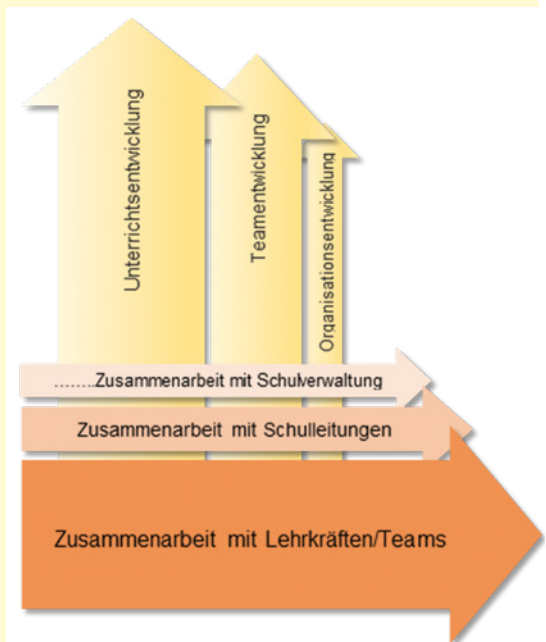 Unterrichtsentwicklung
Teamentwicklung
Organisationsentwicklung
........Zusammenarbeit mit Schulverwaltung
Zusammenarbeit mit Schulleitungen
Zusammenarbeit mit Lehrkräften/Teams